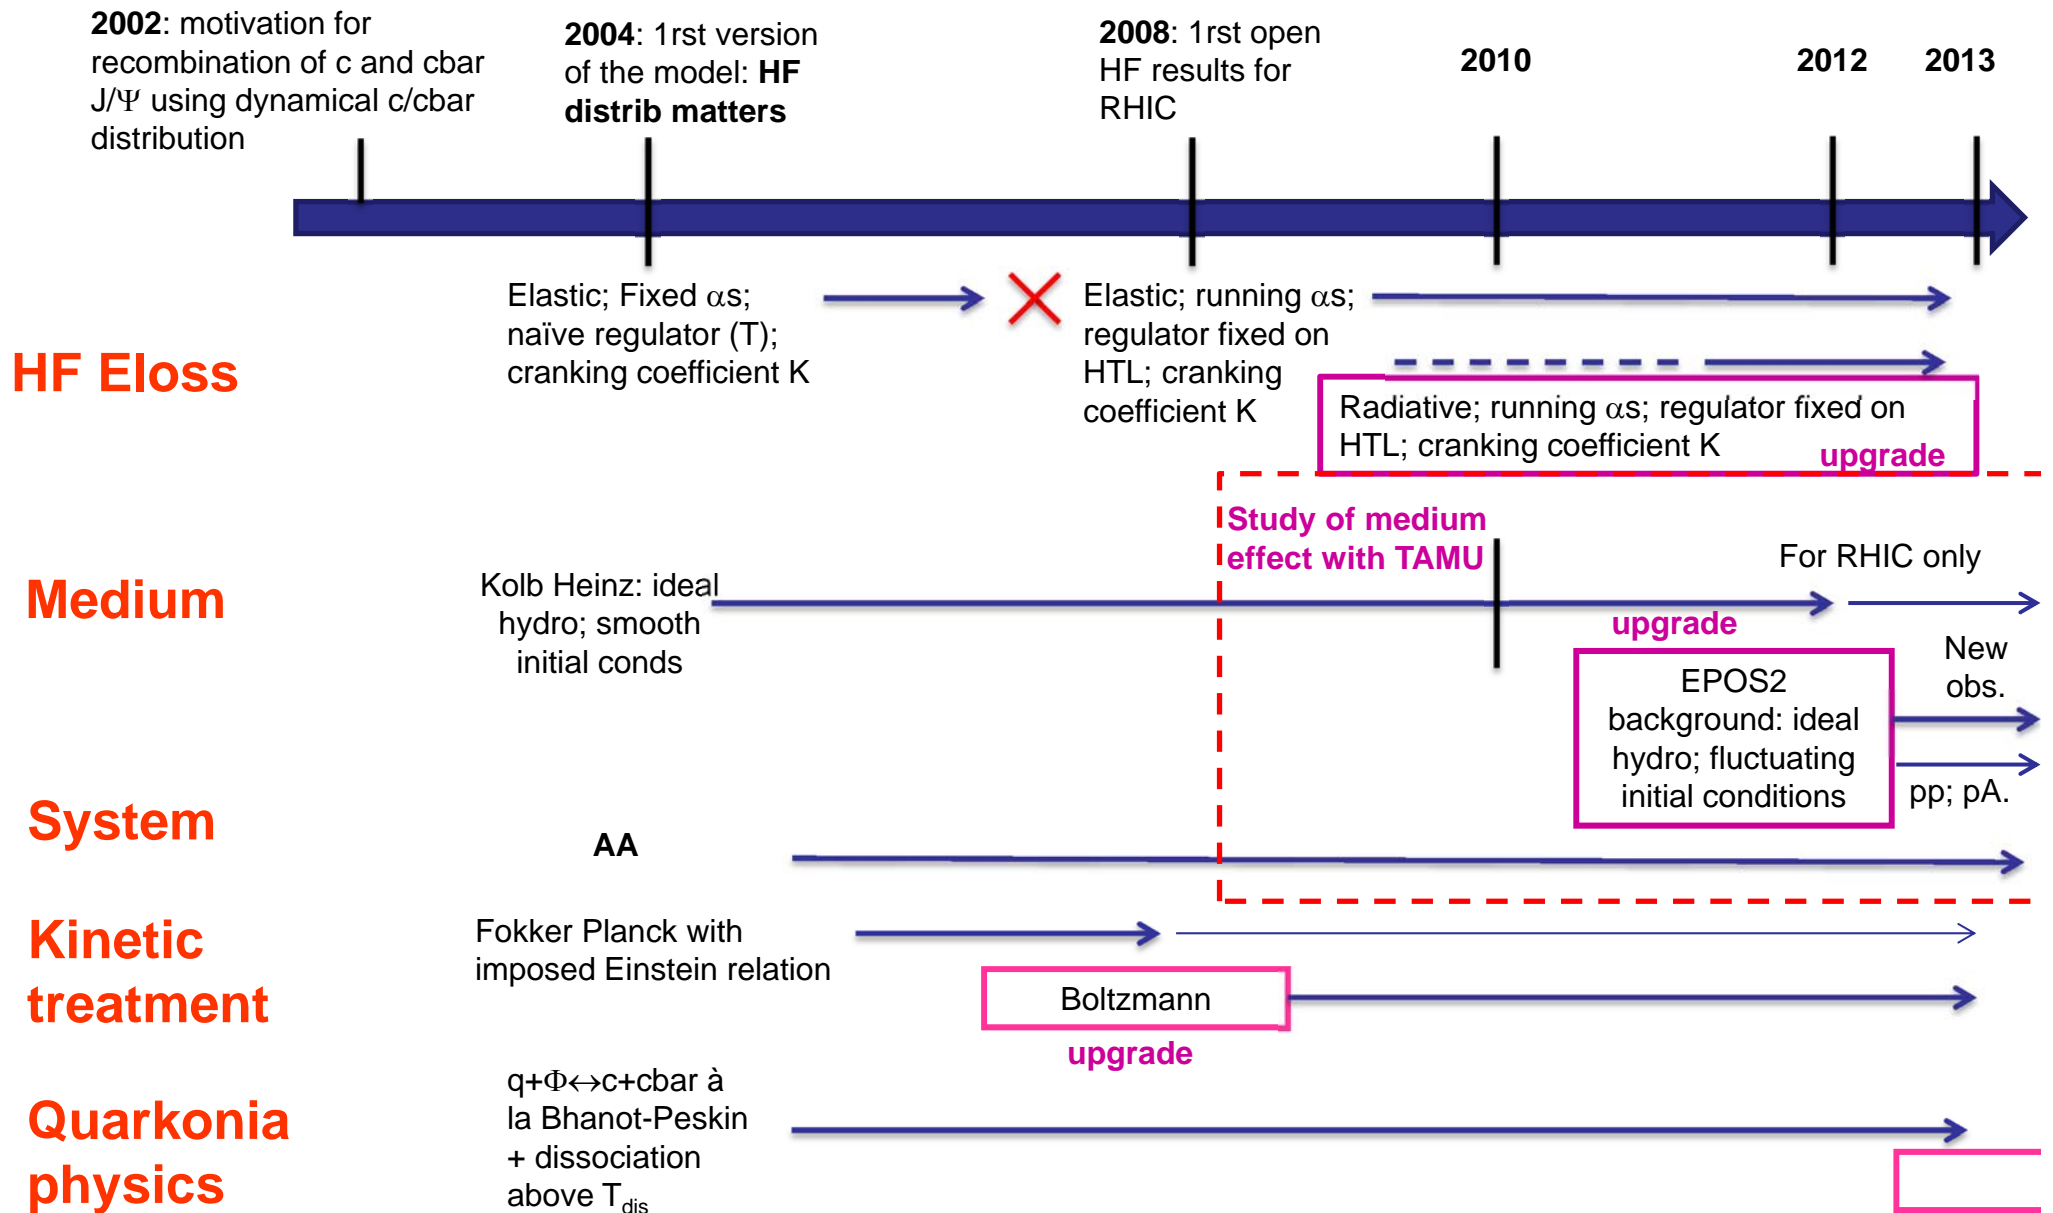 2002: motivation for
recombination of c and cbar
J/Ψ using dynamical c/cbar
distribution
2004: 1rst version
of the model: HF
distrib matters
2008: 1rst open
HF results for
RHIC
2010
2012
2013
HF Eloss
Elastic; Fixed αs;
naïve regulator (T);
cranking coefficient K
Elastic; running αs;
regulator fixed on
HTL; cranking
coefficient K
Radiative; running αs; regulator fixed on
HTL; cranking coefficient K
upgrade
Study of medium
effect with TAMU
Medium
Kolb Heinz: ideal
hydro; smooth
initial conds
For RHIC only
upgrade
EPOS2
background: ideal
hydro; fluctuating
initial conditions
New
obs.
pp; pA.
System
AA
Kinetic
treatment
Fokker Planck with
imposed Einstein relation
Boltzmann
upgrade
Quarkonia
physics
q+Φ↔c+cbar à
la Bhanot-Peskin
+ dissociation
above Tdis